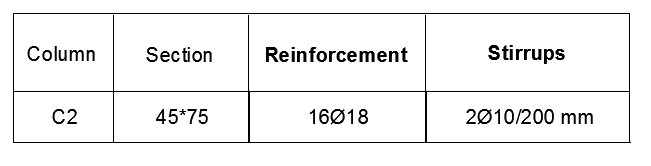 Column Section Reinforcement Stirrups
C2 45*75 16Ø18 2Ø10/200 mm